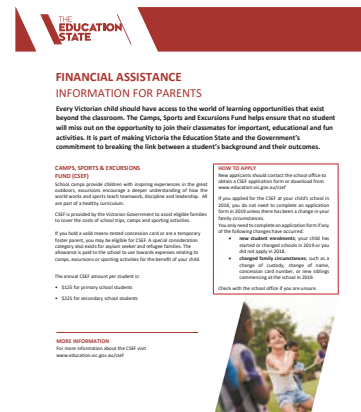 THE
EDUCATION
STATE
FINANCIAL ASSISTANCE
INFORMATION FOR PARENTS
Every Victorian child should have access to the world of learning opportunities that exist
beyond the classroom. The Camps, Sports and Excursions Fund helps ensure that no student
will miss out on the opportunity to join their classmates for important, educational and fun
activities. It is part of making Victoria the Education State and the Government's
commitment to breaking the link between a student's background and their outcomes.
CAMPS, SPORTS & EXCURSIONS
FUND (CSEF)
School camps provide children with inspiring experiences in the great
outdoors, excursions encourage a deeper understanding of how the
world works and sports teach teamwork, discipline and leadership. All
are part of a healthy curriculum.
CSEF is provided by the Victorian Government to assist eligible families
to cover the costs of school trips, camps and sporting activities.
If you hold a valid means-tested concession card or are a temporary
foster parent, you may be eligible for CSEF. A special consideration
category also exists for asylum seeker and refugee families. The
allowance is paid to the school to use towards expenses relating to
camps, excursions or sporting activities for the benefit of your child.
The annual CSEF amount per student is:
• $125 for primary school students
• $225 for secondary school students
MORE INFORMATION
For more information about the CSEF visit
www.education.vic.gov.au/csef
HOW TO APPLY
New applicants should contact the school office to
obtain a CSEF application form or download from
www.education.vic.gov.au/csef
If you applied for the CSEF at your child's school in
2018, you do not need to complete an application
form in 2019 unless there has been a change in your
family circumstances.
You only need to complete an application form if any
of the following changes have occurred:
• new student enrolments; your child has
started or changed schools in 2019 or you
did not apply in 2018.
• changed family circumstances; such as a
change of custody, change of name,
concession card number, or new siblings
commencing at the school in 2019.
Check with the school office if you are unsure.